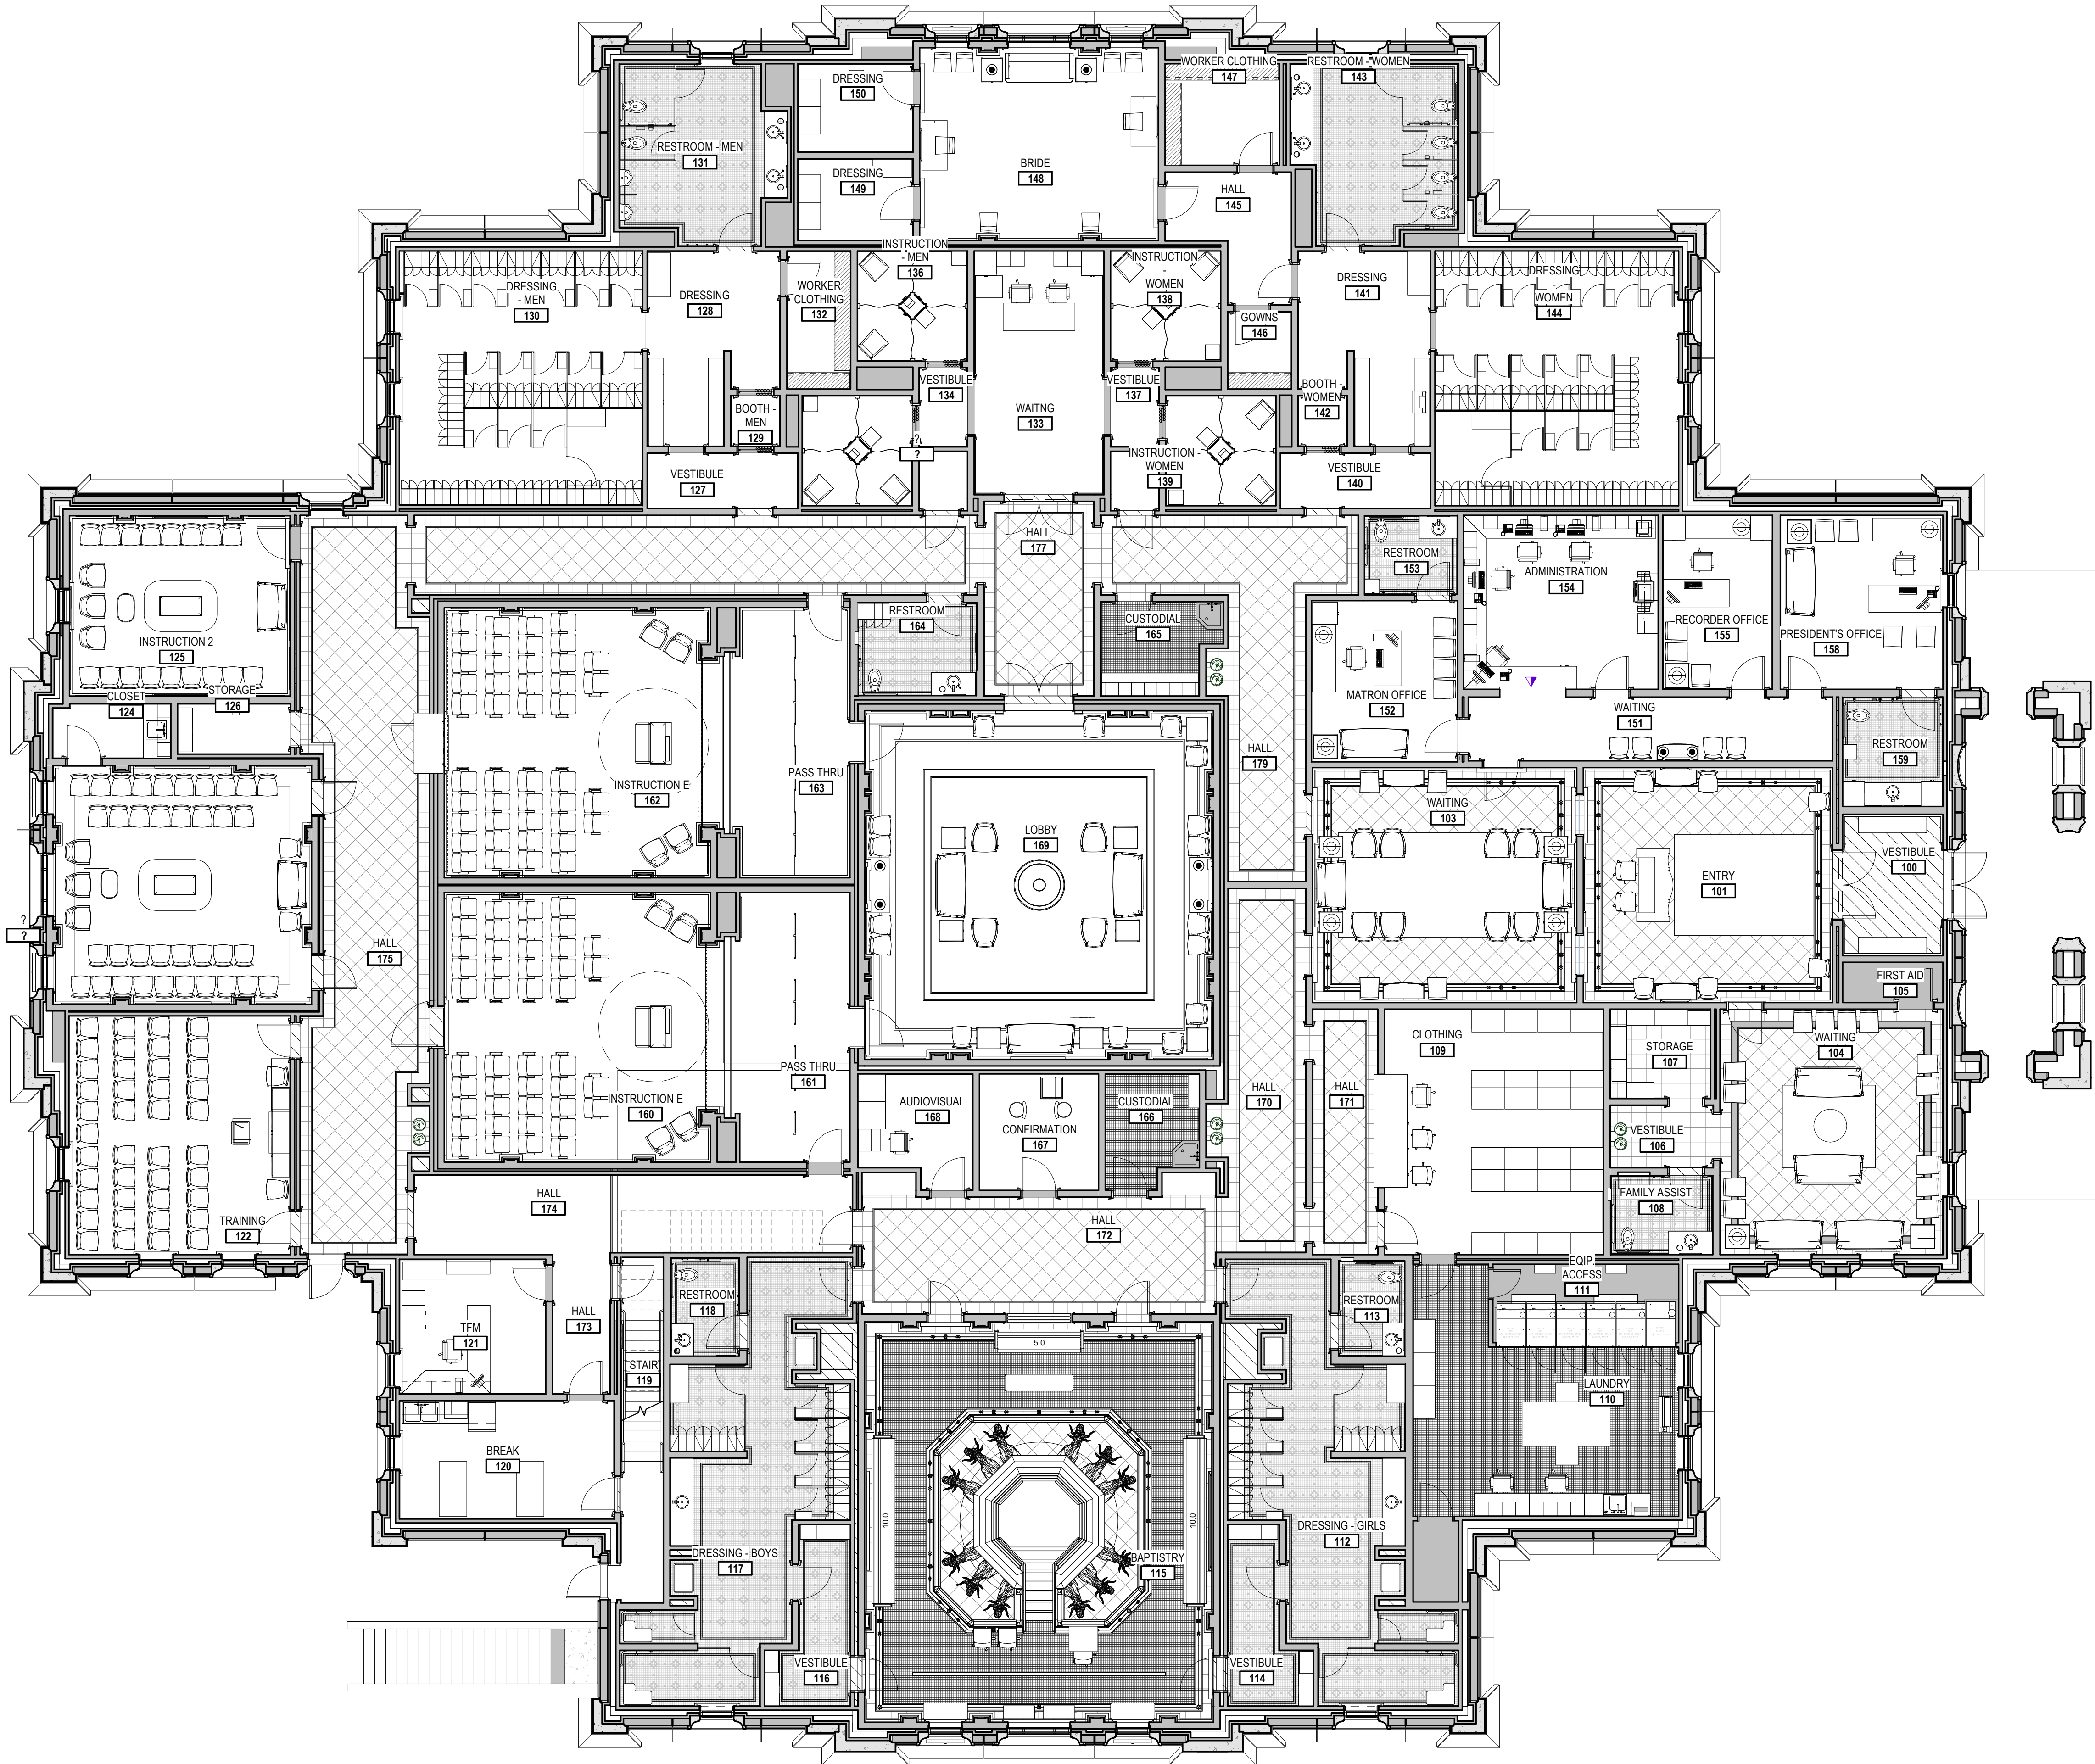 DRESSING
150
WORKER CLOTHING
147
RESTROOM - WOMEN
143
RESTROOM - MEN
131
DRESSING
149
BRIDE
148
HALL
145
INSTRUCTION
- MEN
136
INSTRUCTION
-
WOMEN
138
DRESSING
- MEN
130
DRESSING
128
WORKER
CLOTHING
132
GOWNS
146
DRESSING
141
DRESSING
-
WOMEN
144
VESTIBULE
134
VESTIBLUE
137
BOOTH -
MEN
129
WAITNG
133
BOOTH -
WOMEN
142
?
?
INSTRUCTION -
WOMEN
139
VESTIBULE
127
VESTIBULE
140
HALL
177
RESTROOM
153
ADMINISTRATION
154
RECORDER OFFICE
155
PRESIDENT'S OFFICE
158
INSTRUCTION 2
125
RESTROOM
164
CUSTODIAL
165
MATRON OFFICE
152
CLOSET
124
STORAGE
126
WAITING
151
RESTROOM
159
HALL
179
INSTRUCTION E
162
PASS THRU
163
LOBBY
169
WAITING
103
ENTRY
101
VESTIBULE
100
?
?
HALL
175
FIRST AID
105
CLOTHING
109
STORAGE
107
WAITING
104
INSTRUCTION E
160
PASS THRU
161
AUDIOVISUAL
168
CONFIRMATION
167
CUSTODIAL
166
HALL
170
HALL
171
VESTIBULE
106
TRAINING
122
HALL
174
HALL
172
FAMILY ASSIST
108
EQIP.
ACCESS
111
RESTROOM
118
RESTROOM
113
TFM
121
HALL
173
STAIR
119
5.0
LAUNDRY
110
BREAK
120
10.0
10.0
DRESSING - BOYS
117
BAPTISTRY
115
DRESSING - GIRLS
112
VESTIBULE
116
VESTIBULE
114